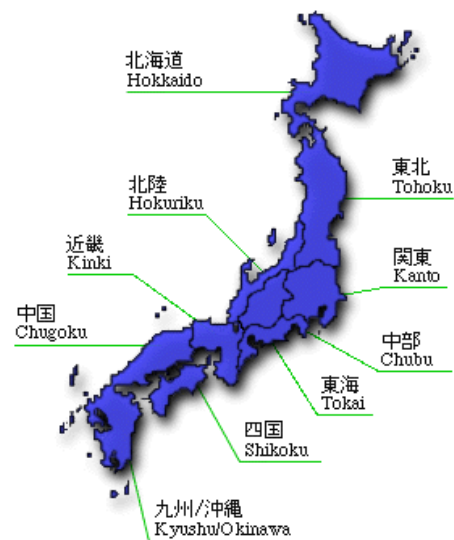 北海道
Hokkaido
東北
Tohoku
北陸
Hokuriku
近畿
Kinki
関東
Kanto
中国
Chugoku
中部
Chubu
東海
Tokai
四国
Shikoku
九州/沖縄
Kyushu/Okinawa